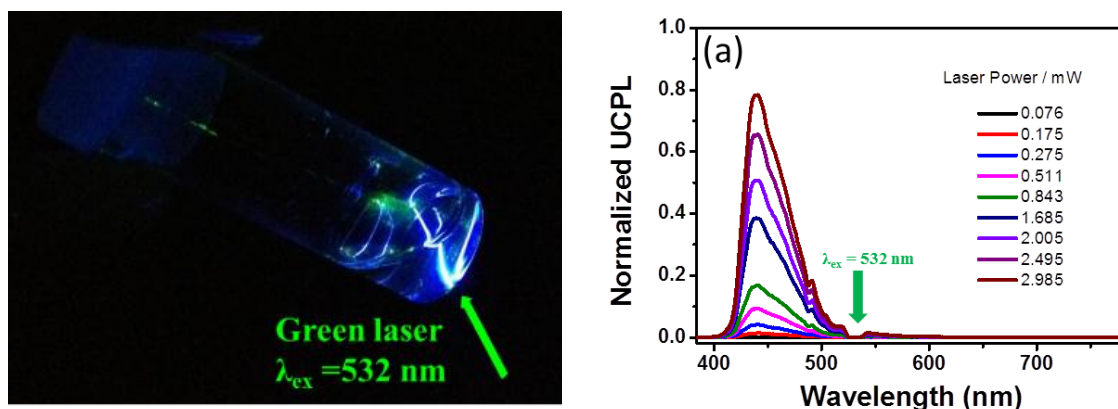 Green laser
λex =532 nm
(a)
Normalized UCPL
1.0
0.8
0.6
0.4
0.2
0.0
400
500
600
700
Wavelength (nm)
Laser Power / mW
0.076
0.175
0.275
0.511
0.843
1.685
2.005
2.495
2.985
λex = 532 nm